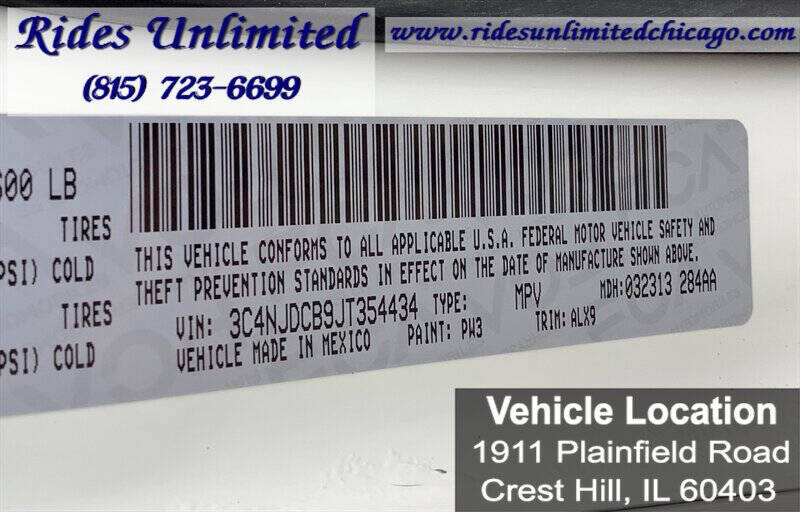 Rides Unlimited
(815) 723-6699
www.ridesunlimitedchicago.com
600 LB
TIRES
PSI) COLD
TIRES
PSI) COLD
THIS VEHICLE CONFORMS TO ALL APPLICABLE U.S.A. FEDERAL MOTOR VEHICLE SAFETY AND
THEFT PREVENTION STANDARDS IN EFFECT ON THE DATE OF MANUFACTURE SHOWN ABOVE.
VIN: 3C4NJDCB9JT354434 TYPE: MPV MDH: 032313 284AA
VEHICLE MADE IN MEXICO PAINT: PW3 TRIM: ALX9
Vehicle Location
1911 Plainfield Road
Crest Hill, IL 60403